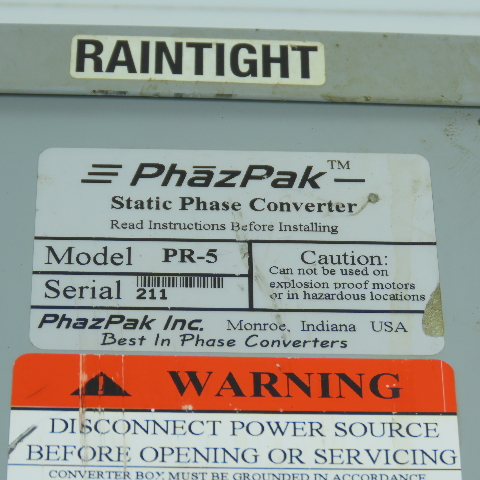 RAINTIGHT
PhāzPak™
Static Phase Converter
Read Instructions Before Installing
Model PR-5
Serial 211
Caution:
Can not be used on
explosion proof motors
or in hazardous locations
PhazPak Inc. Monroe, Indiana USA
Best In Phase Converters
WARNING
DISCONNECT POWER SOURCE
BEFORE OPENING OR SERVICING
CONVERTER BOX MUST BE GROUNDED IN ACCORDANCE